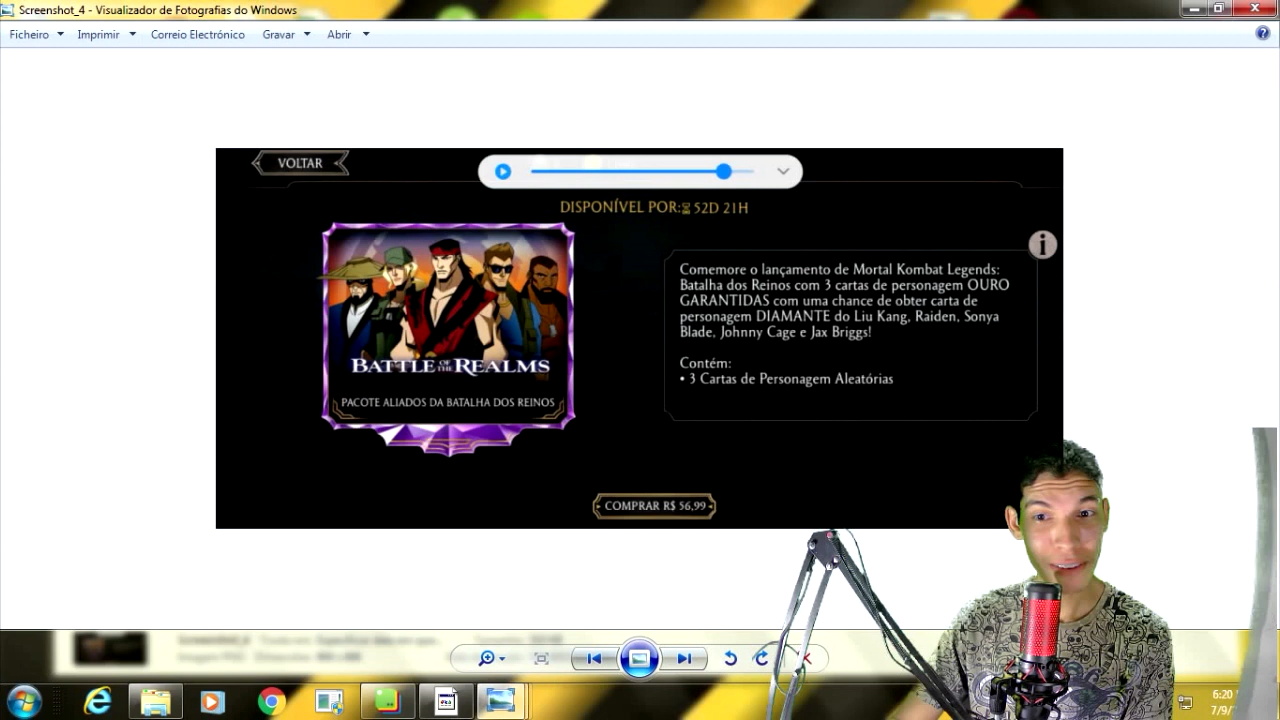 Screenshot_4 - Visualizador de Fotografias do Windows
Ficheiro Imprimir Correio Electrónico Gravar Abrir
VOLTAR
DISPONÍVEL POR: 52D 21H
Comemore o lançamento de Mortal Kombat Legends:
Batalha dos Reinos com 3 cartas de personagem OURO
GARANTIDAS com uma chance de obter carta de
personagem DIAMANTE do Liu Kang, Raiden, Sonya
Blade, Johnny Cage e Jax Briggs!
Contém:
• 3 Cartas de Personagem Aleatórias
BATTLE OF THE REALMS
PACOTE ALIADOS DA BATALHA DOS REINOS
COMPRAR R$ 56,99
6:20
7/9/